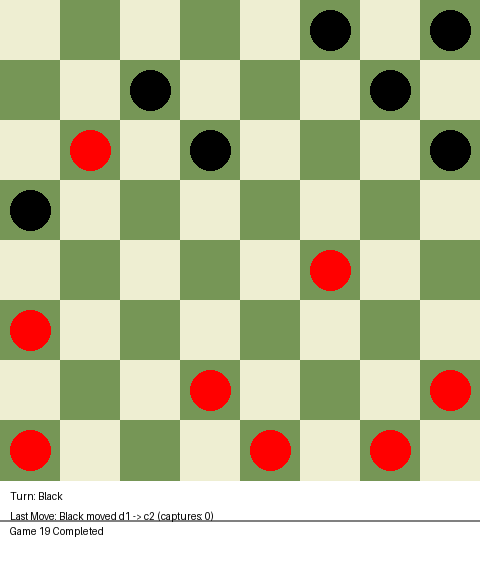 Turn: Black
Last Move: Black moved d1 -> c2 (captures: 0)
Game 19 Completed